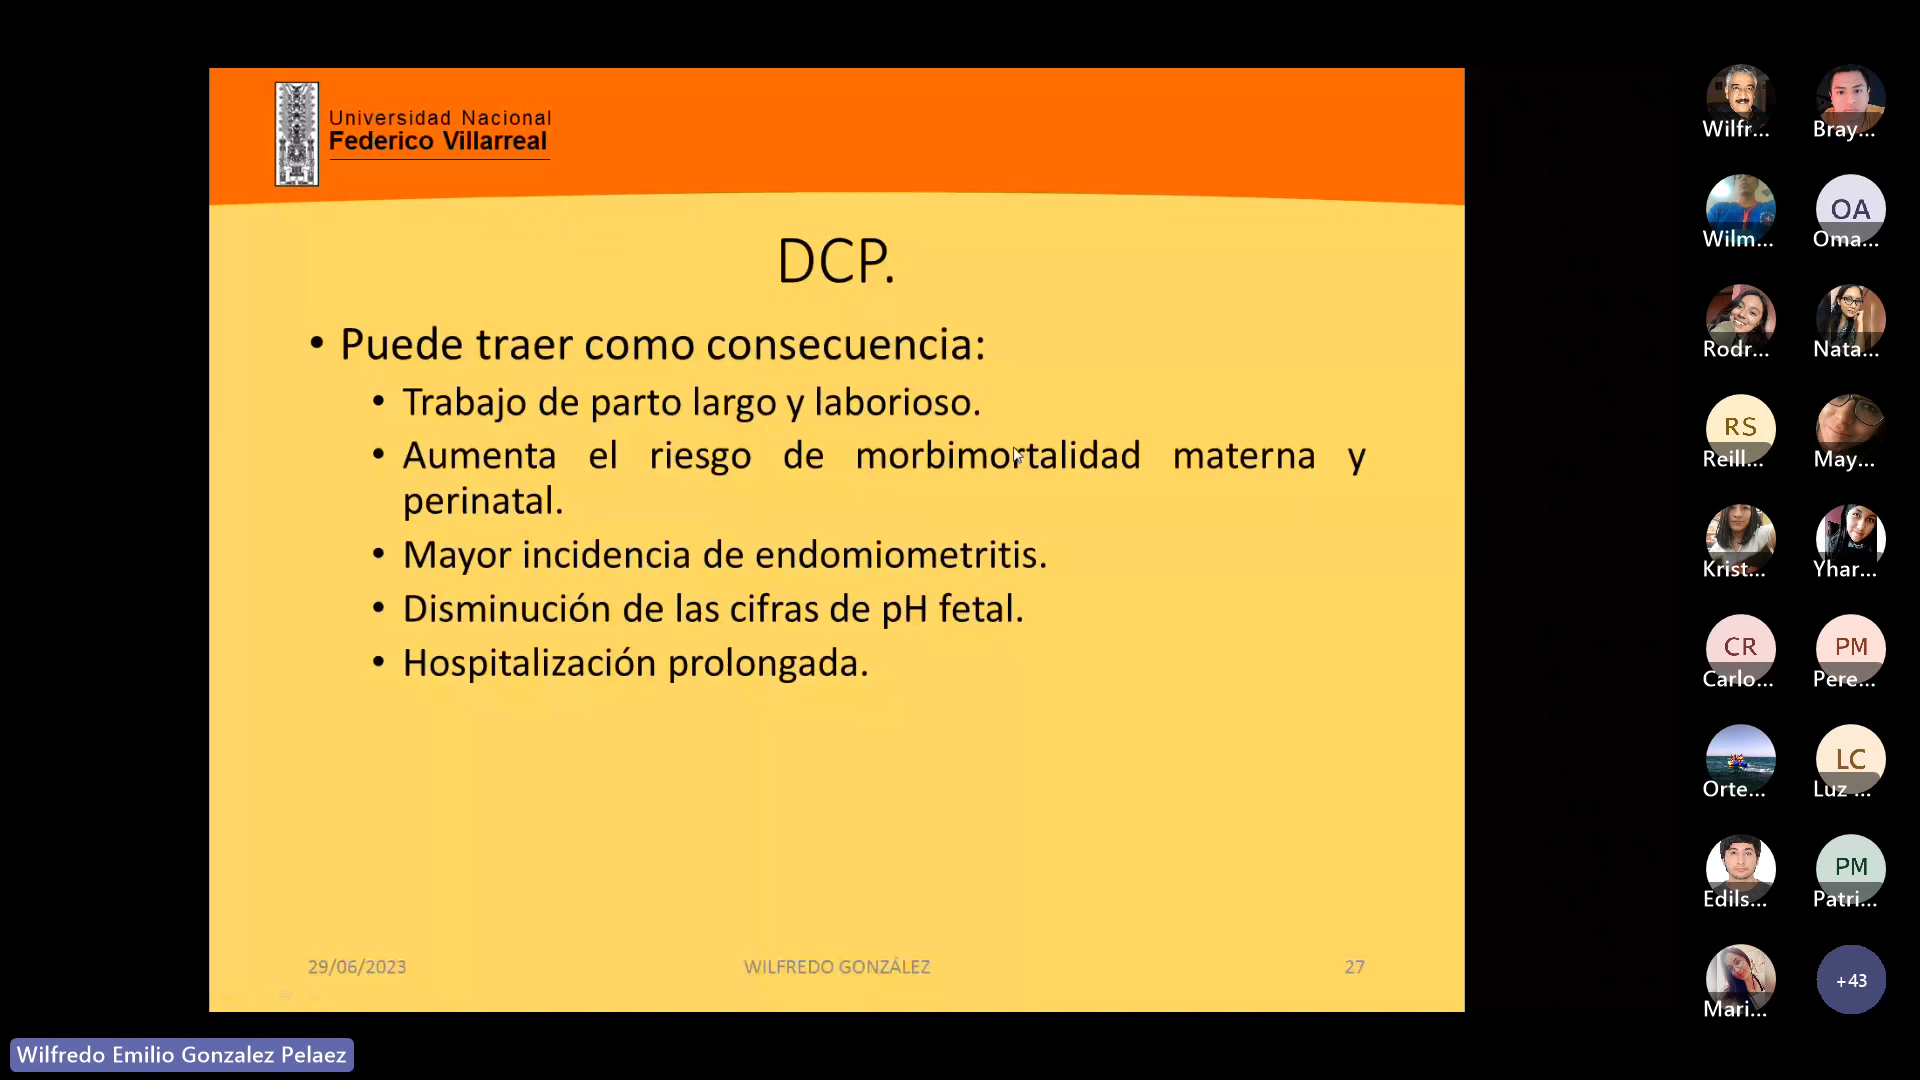 Universidad Nacional
Federico Villarreal
DCP.
• Puede traer como consecuencia:
• Trabajo de parto largo y laborioso.
• Aumenta el riesgo de morbimortalidad materna y
perinatal.
• Mayor incidencia de endomiometritis.
• Disminución de las cifras de pH fetal.
• Hospitalización prolongada.
29/06/2023
WILFREDO GONZÁLEZ
27
Wilfredo Emilio Gonzalez Pelaez
Wilfr...
Bray...
Wilm...
OA
Oma...
Rodr...
Nata...
RS
Reill...
May...
Krist...
Yhar...
CR
Carlo...
PM
Pere...
Orte...
LC
Luz ...
Edils...
PM
Patri...
Mari...
+43